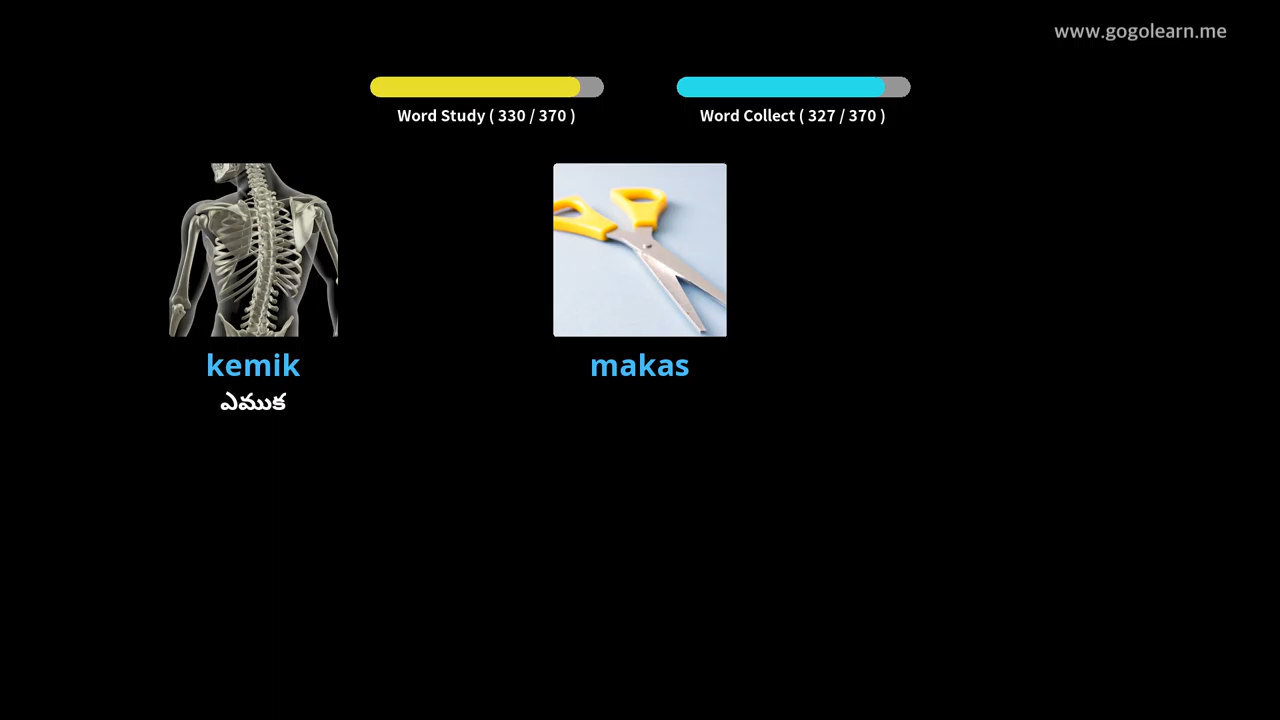 www.gogolearn.me
Word Study ( 330 / 370 )
Word Collect ( 327 / 370 )
kemik
ఎముక
makas